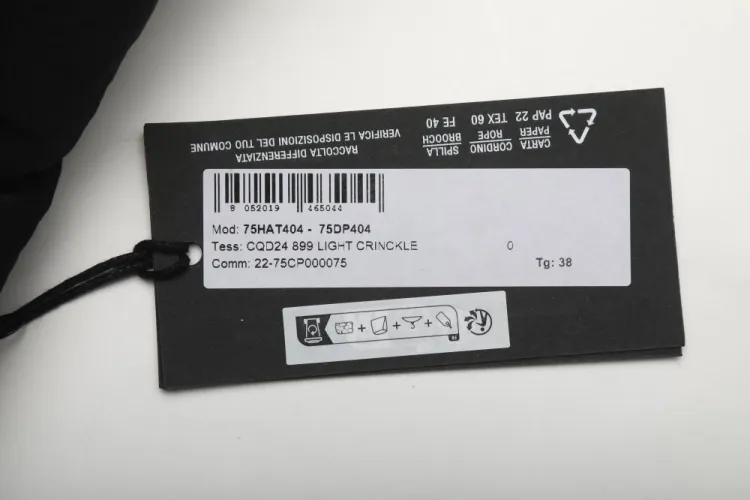 RACCOLTA DIFFERENZIATA
VERIFICA LE DISPOSIZIONI DEL TUO COMUNE
CARTA
PAPER
PAP 22
CORDINO
ROPE
TEX 60
SPILLA
BROOCH
FE 40
8 052019 465044
Mod: 75HAT404 - 75DP404
Tess: CQD24 899 LIGHT CRINCKLE 0
Comm: 22-75CP000075
Tg: 38
+ + +
FR